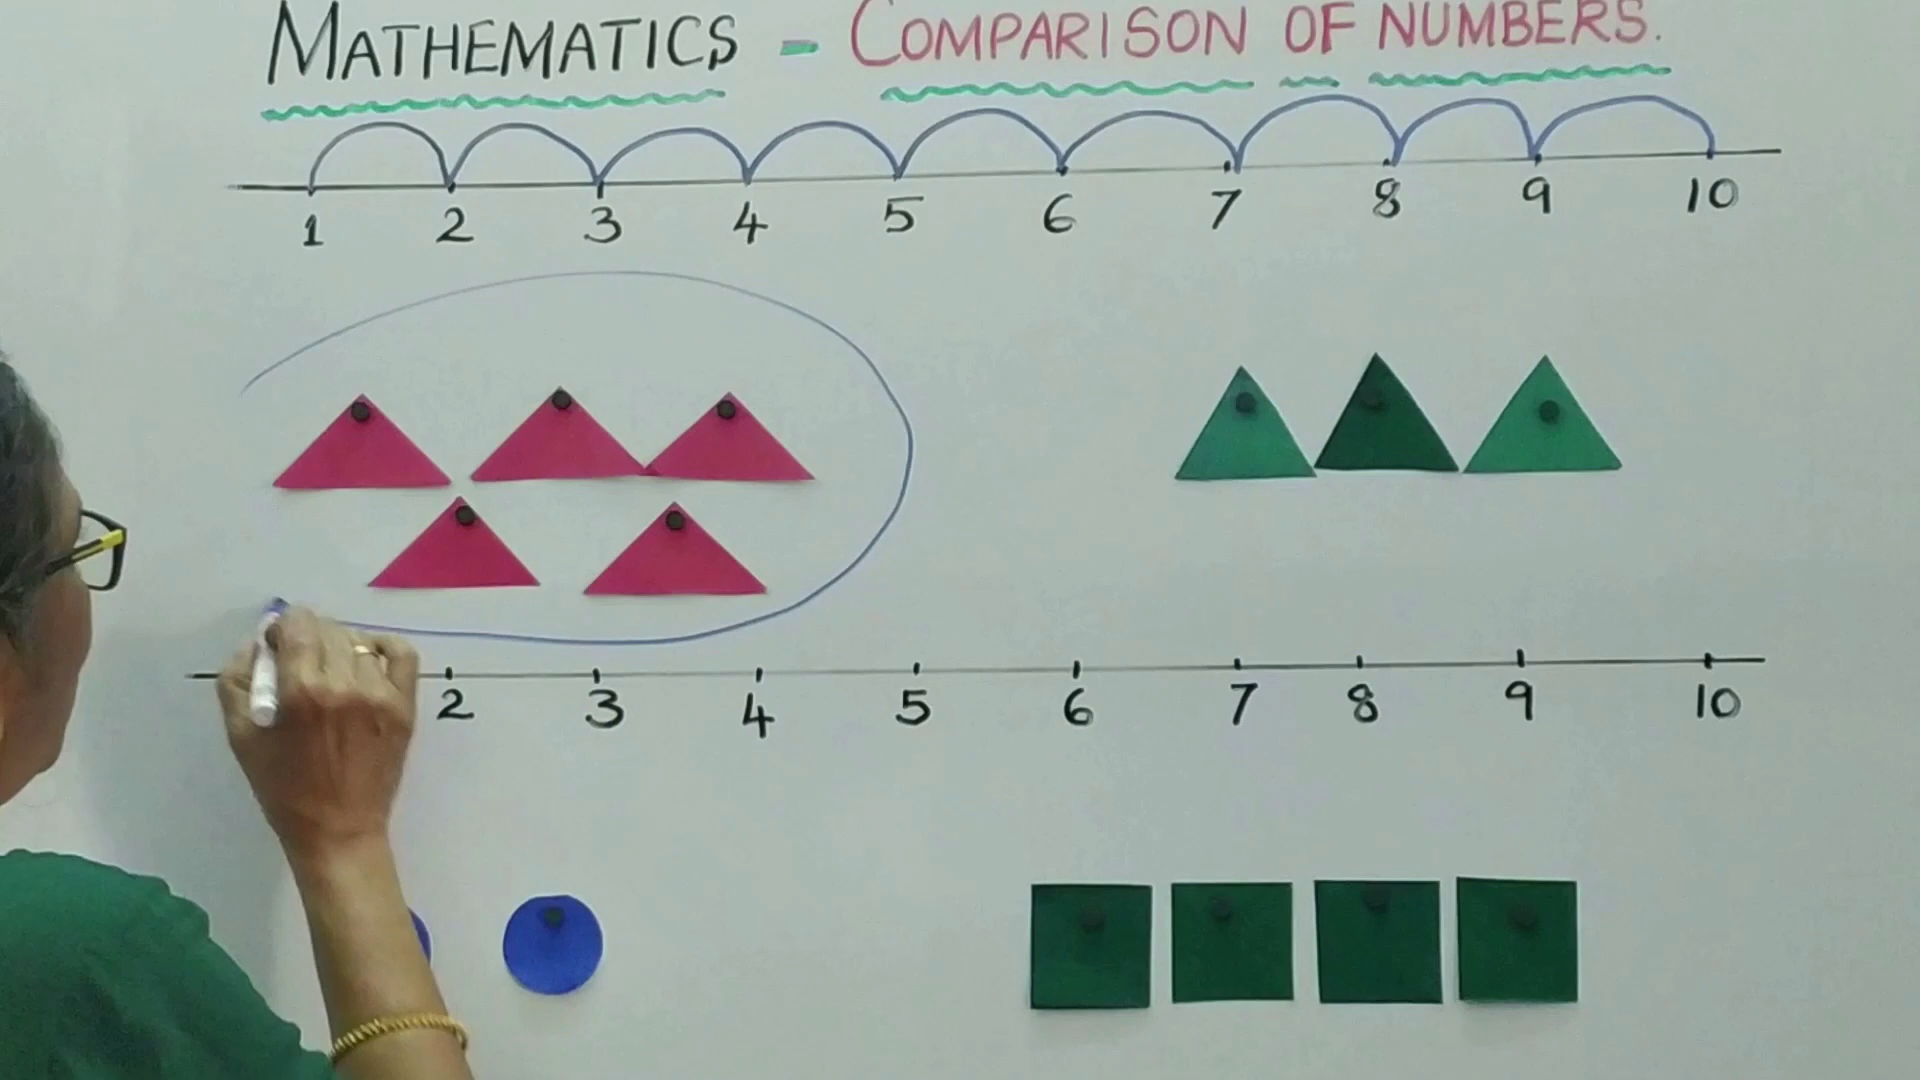 MATHEMATICS - COMPARISON OF NUMBERS.
1 2 3 4 5 6 7 8 9 10
2 3 4 5 6 7 8 9 10